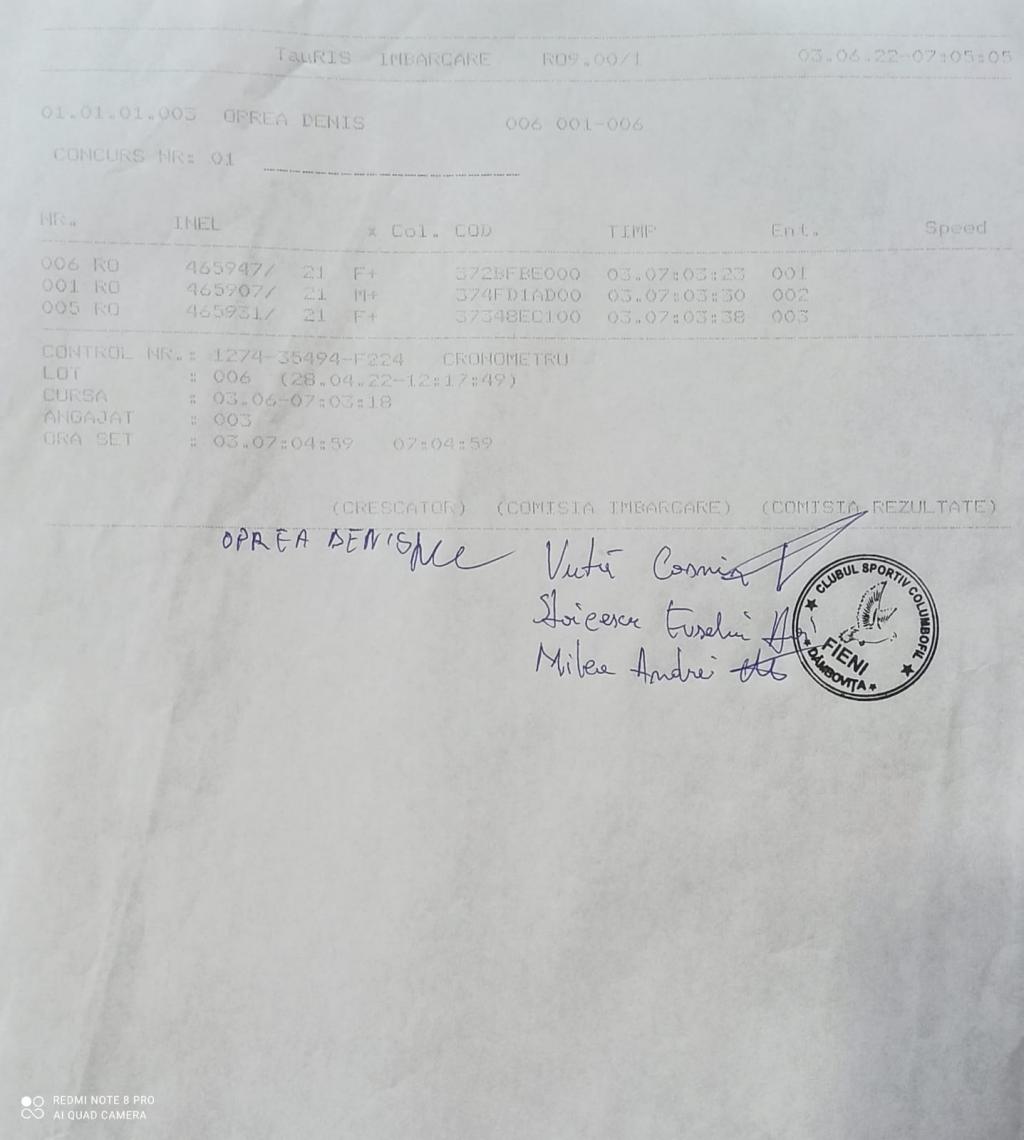 TauRIS IMBARCARE RO9.00/1 03.06.22-07:05:05
01.01.01.003 OPREA DENIS 006 001-006
CONCURS NR: 01
NR. INEL x Col. COD TIMP Ent. Speed
006 RO 465947/ 21 F+ 372BFBE000 03.07:03:23 001
001 RO 465907/ 21 M+ 374FD1AD00 03.07:03:30 002
005 RO 465931/ 21 F+ 37348EC100 03.07:03:38 003
CONTROL NR.: 1274-35494-F224 CRONOMETRU
LOT : 006 (28.04.22-12:17:49)
CURSA : 03.06-07:03:18
ANGAJAT : 003
ORA SET : 03.07:04:59 07:04:59
(CRESCATOR) (COMISIA IMBARCARE) (COMISIA REZULTATE)
OPREA DENIS
Cosmin
Stoicescu
Milea Andrei
CLUBUL SPORTIV COLUMBOFIL
FIENI
DÂMBOVIȚA
REDMI NOTE 8 PRO
AI QUAD CAMERA